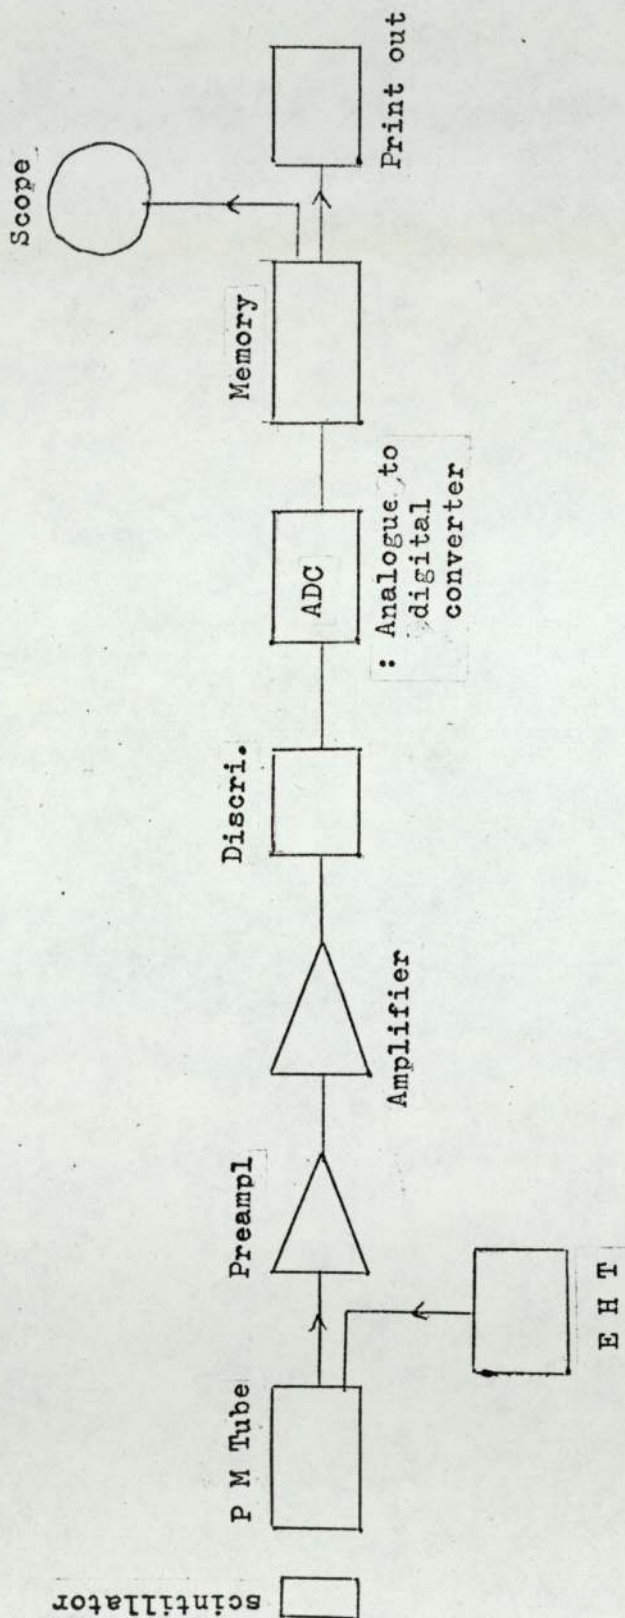 scintillator
P M Tube
E H T
Preampl
Amplifier
Discri.
ADC
: Analogue to
digital
converter
Memory
Scope
Print out